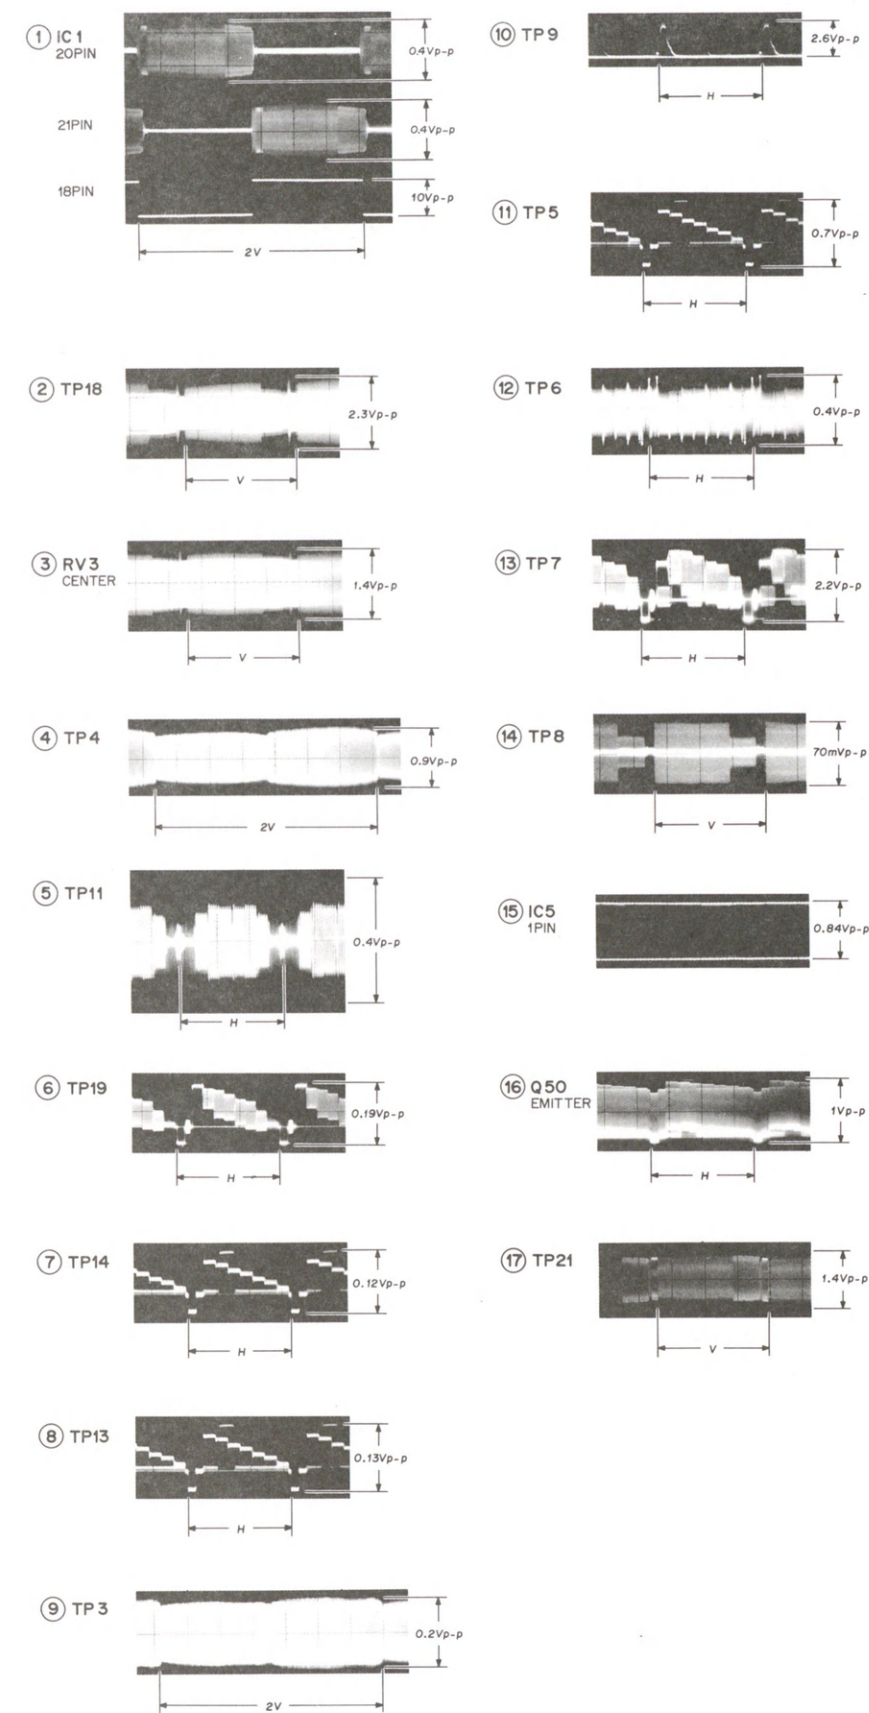 ① IC1
20PIN
0.4Vp-p
21PIN
0.4Vp-p
18PIN
10Vp-p
2V
② TP18
2.3Vp-p
V
③ RV3
CENTER
1.4Vp-p
V
④ TP4
0.9Vp-p
2V
⑤ TP11
0.4Vp-p
H
⑥ TP19
0.19Vp-p
H
⑦ TP14
0.12Vp-p
H
⑧ TP13
0.13Vp-p
H
⑨ TP3
0.2Vp-p
2V
⑩ TP9
2.6Vp-p
H
⑪ TP5
0.7Vp-p
H
⑫ TP6
0.4Vp-p
H
⑬ TP7
2.2Vp-p
H
⑭ TP8
70mVp-p
V
⑮ IC5
1PIN
0.84Vp-p
⑯ Q50
EMITTER
1Vp-p
H
⑰ TP21
1.4Vp-p
V